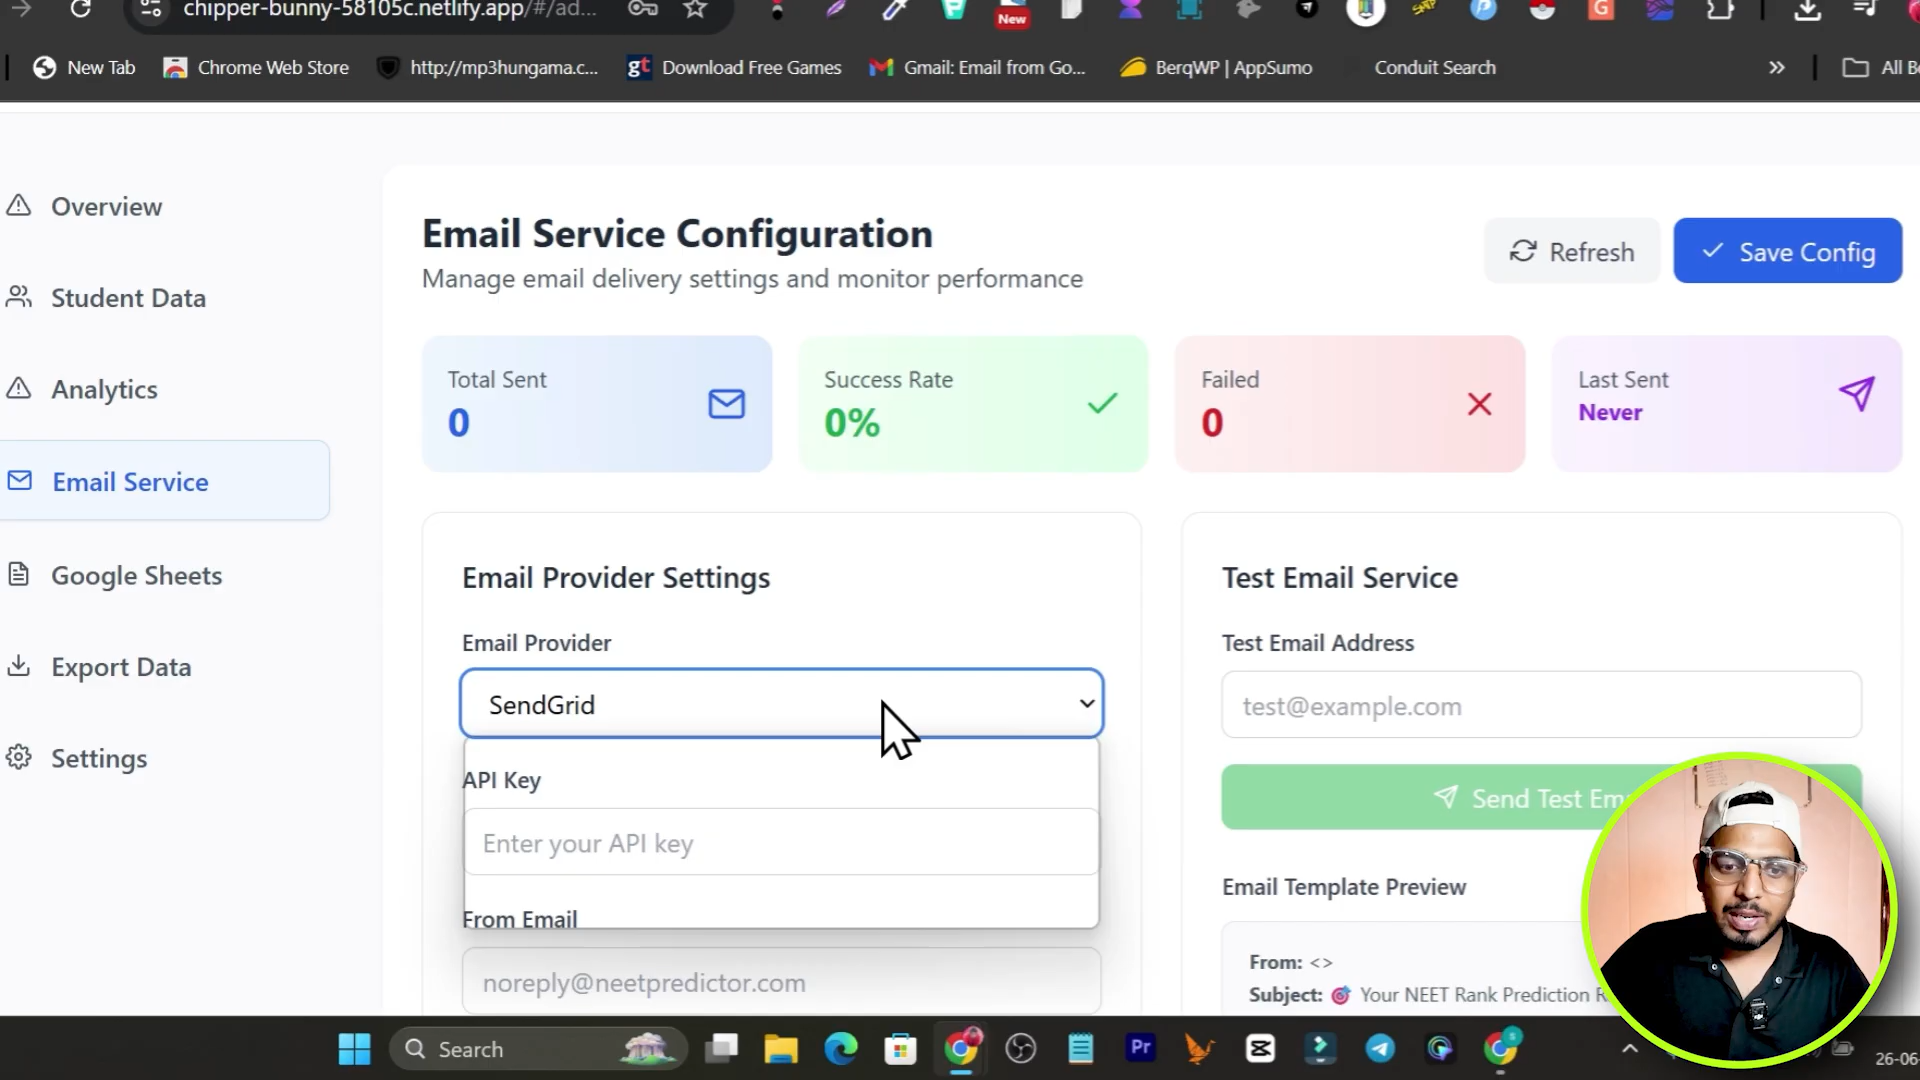 chipper-bunny-58105c.netlify.app/#/ad...
New
New Tab
Chrome Web Store
http://mp3hungama.c...
gt
Download Free Games
Gmail: Email from Go...
BerqWP | AppSumo
Conduit Search
All B
Overview
Student Data
Analytics
Email Service
Google Sheets
Export Data
Settings
Email Service Configuration
Manage email delivery settings and monitor performance
Refresh
Save Config
Total Sent
0
Success Rate
0%
Failed
0
Last Sent
Never
Email Provider Settings
Email Provider
SendGrid
API Key
Enter your API key
From Email
noreply@neetpredictor.com
Test Email Service
Test Email Address
test@example.com
Send Test Em
Email Template Preview
From: <>
Subject: 🎯 Your NEET Rank Prediction R
Search
Pr
26-06